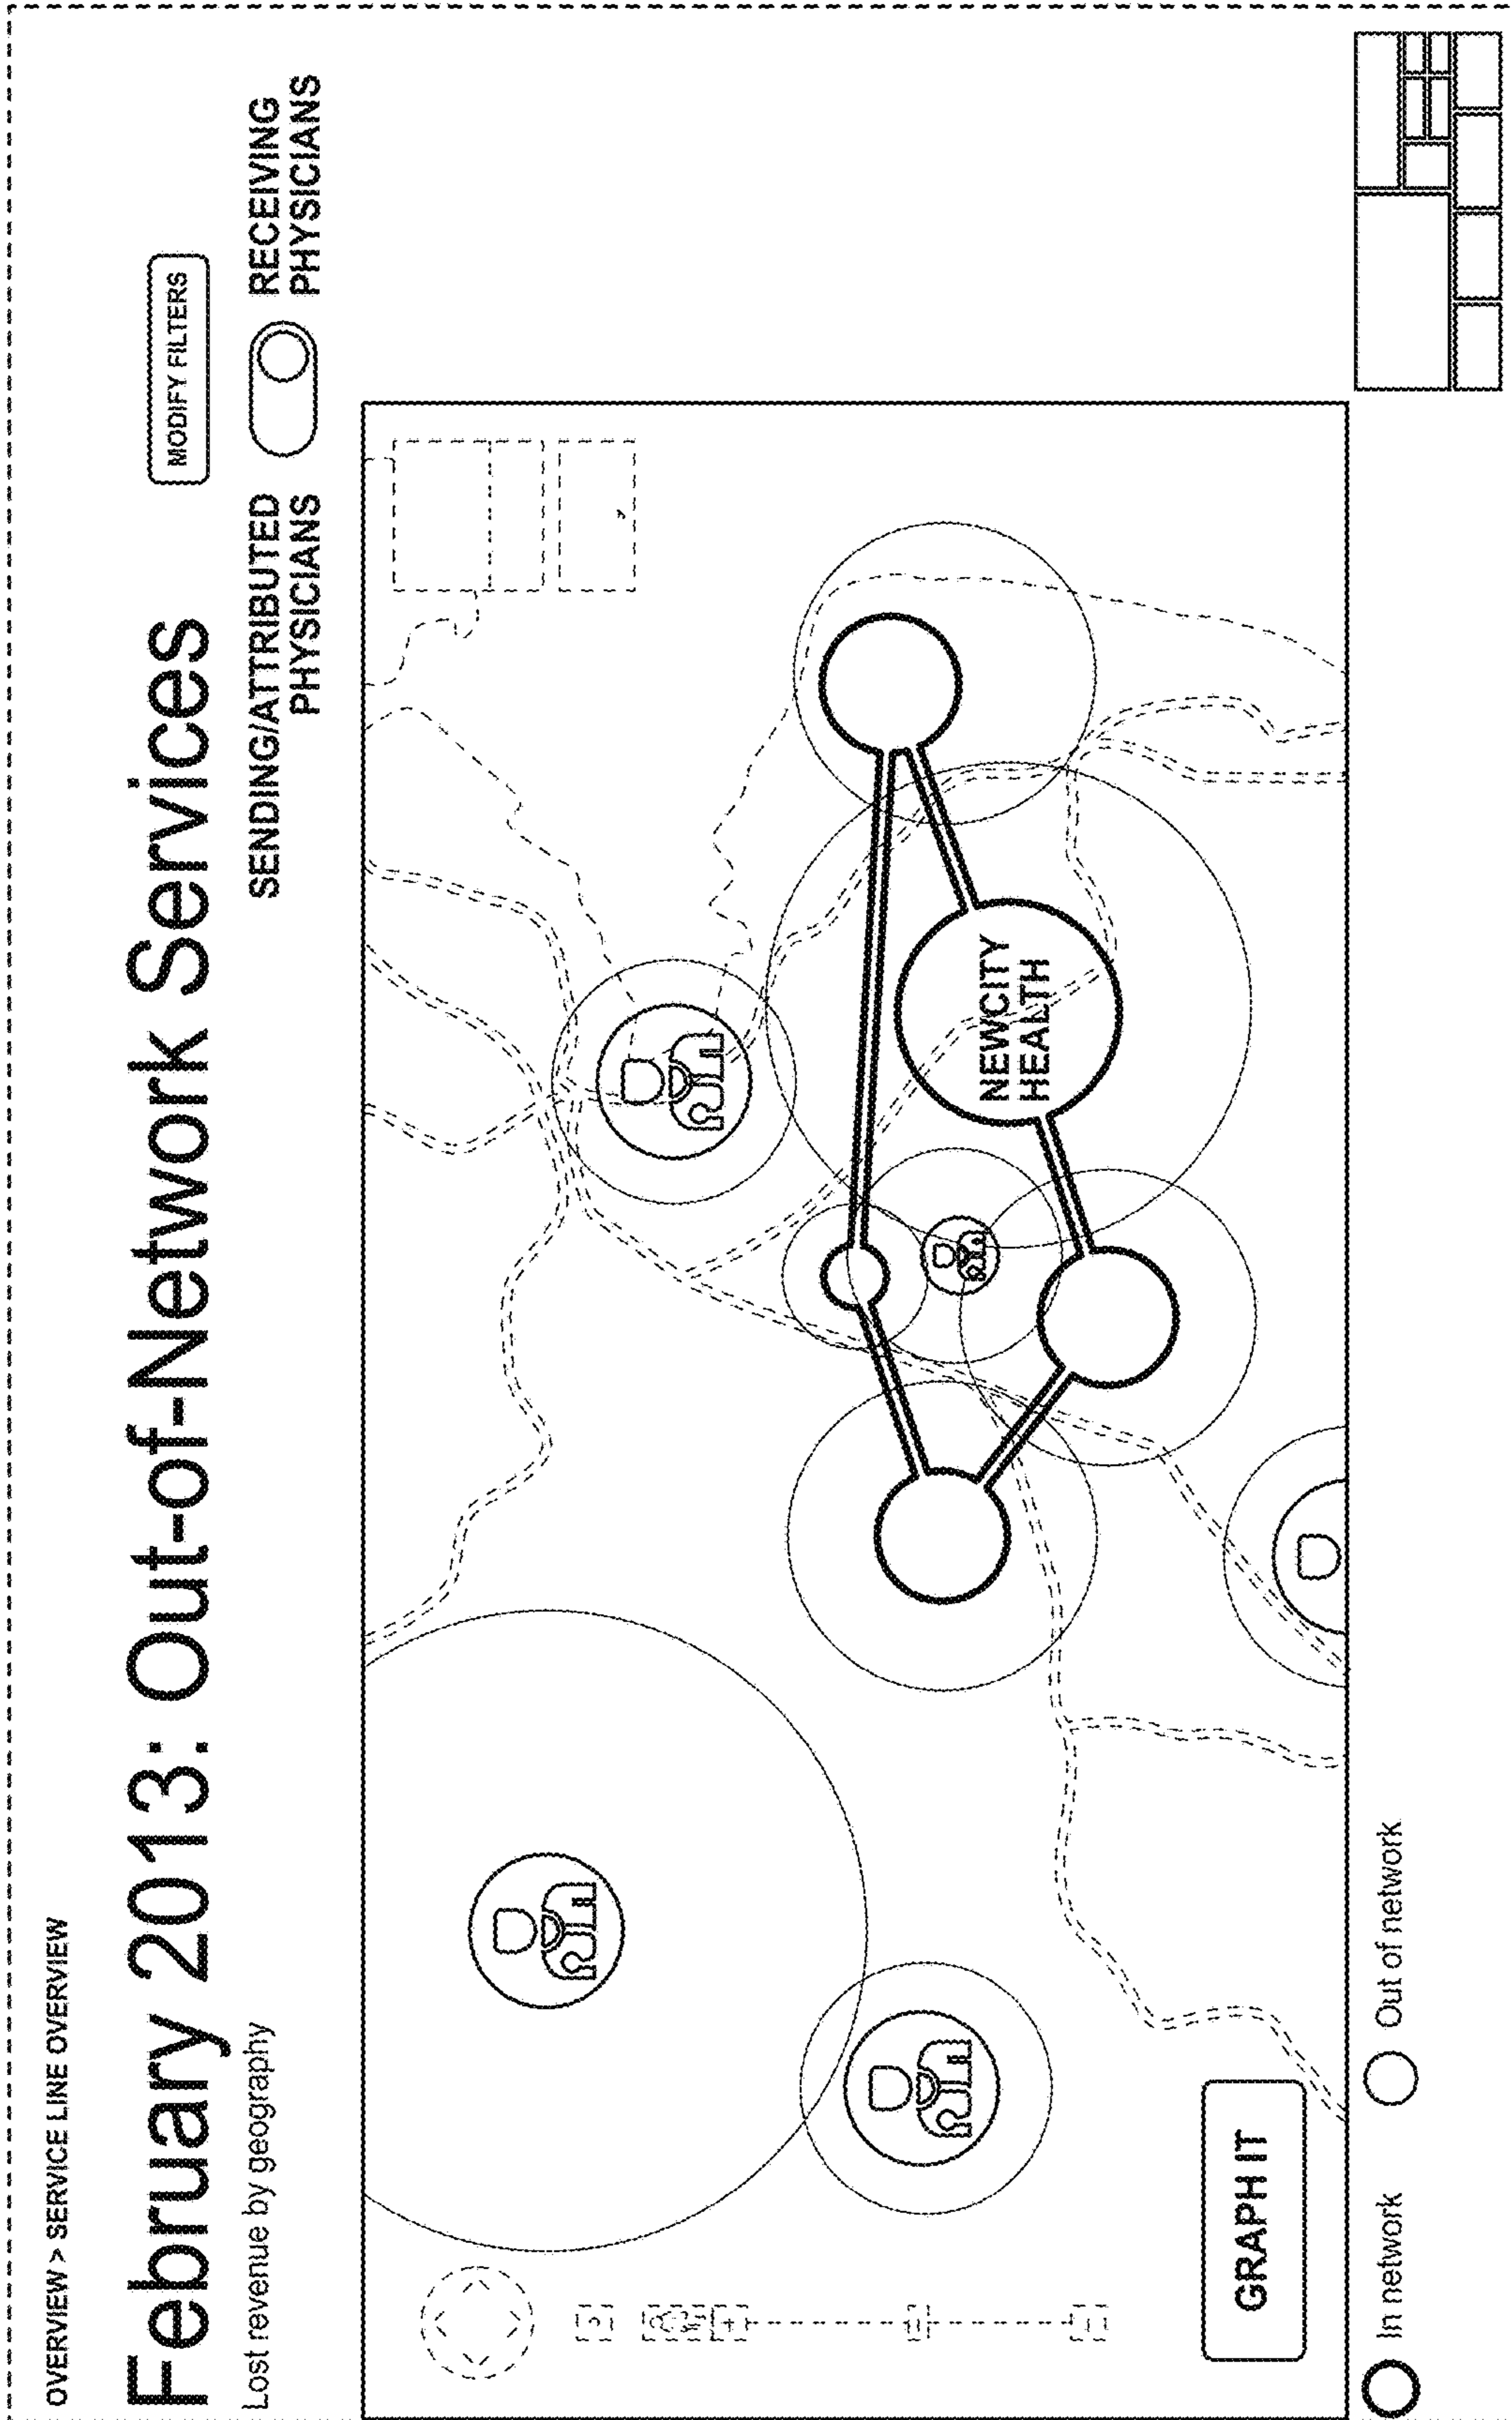 OVERVIEW > SERVICE LINE OVERVIEW
February 2013: Out-of-Network Services
MODIFY FILTERS
Lost revenue by geography
SENDING/ATTRIBUTED
PHYSICIANS
RECEIVING
PHYSICIANS
NEWCITY
HEALTH
GRAPH IT
In network
Out of network